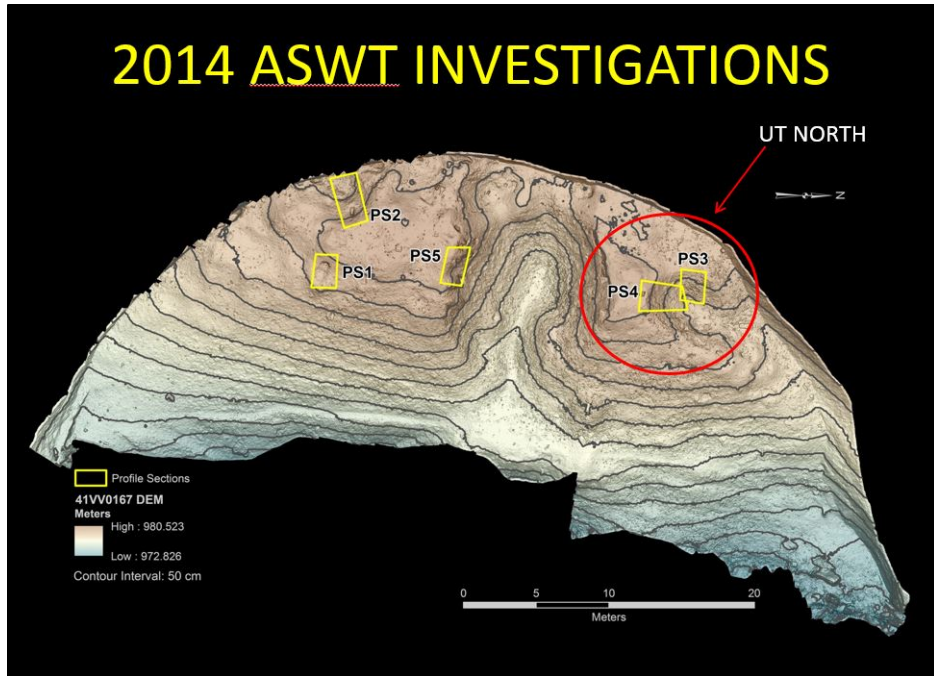 2014 ASWT INVESTIGATIONS
UT NORTH
N
PS2
PS1
PS5
PS3
PS4
Profile Sections
41VV0167 DEM
Meters
High : 980.523
Low : 972.826
Contour Interval: 50 cm
0 5 10 20
Meters